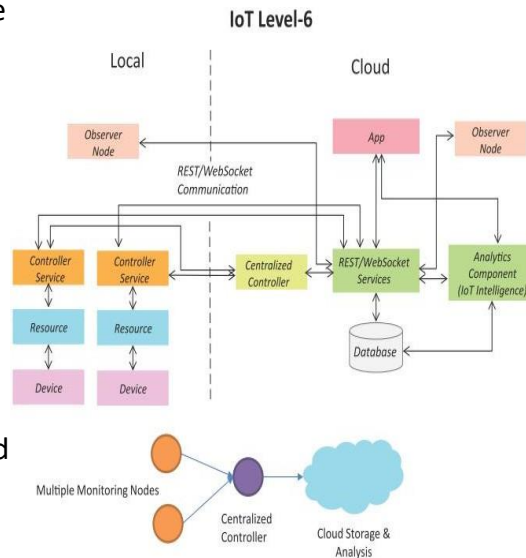 e
IoT Level-6
Local
Cloud
Observer
Node
App
Observer
Node
REST/WebSocket
Communication
Controller
Service
Controller
Service
Centralized
Controller
REST/WebSocket
Services
Analytics
Component
(IoT Intelligence)
Resource
Resource
Database
Device
Device
d
Multiple Monitoring Nodes
Centralized
Controller
Cloud Storage &
Analysis